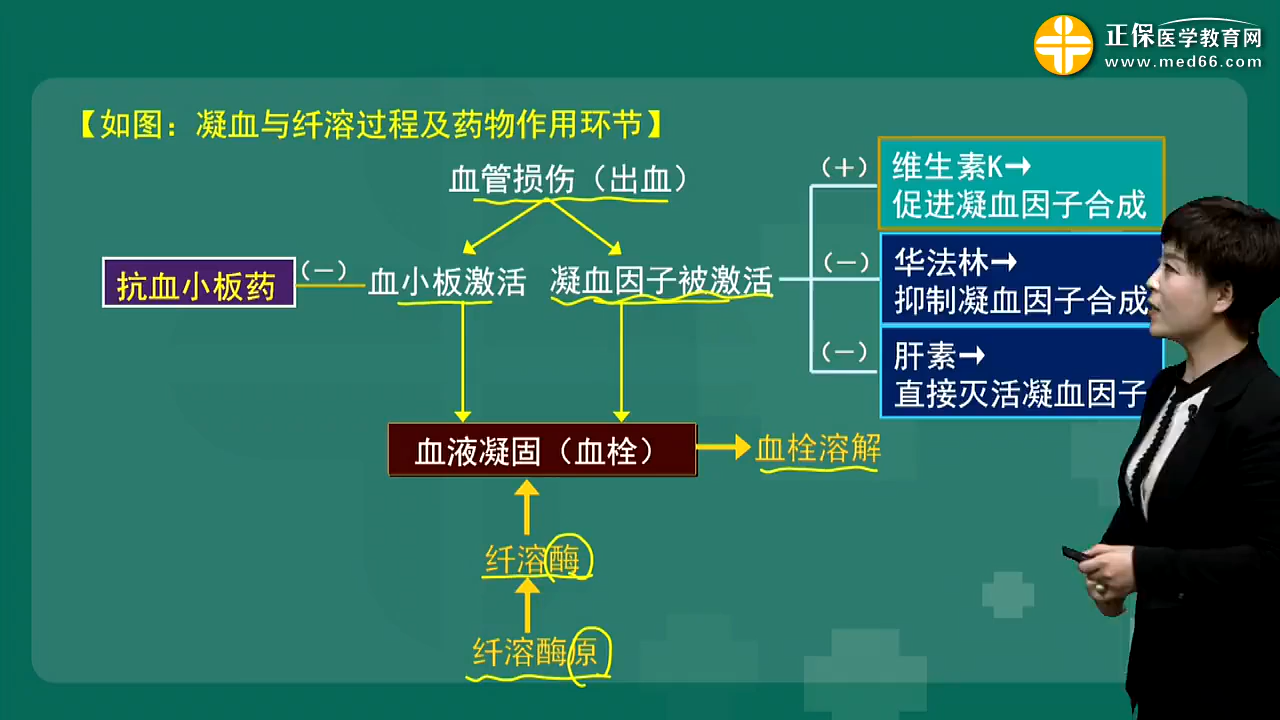 正保医学教育网
www.med66.com
【如图：凝血与纤溶过程及药物作用环节】
血管损伤（出血）
（+）
维生素K→
促进凝血因子合成
抗血小板药
（一）
血小板激活
凝血因子被激活
（一）
华法林→
抑制凝血因子合成
（一）
肝素→
直接灭活凝血因子
血液凝固（血栓）
血栓溶解
纤溶酶
纤溶酶原